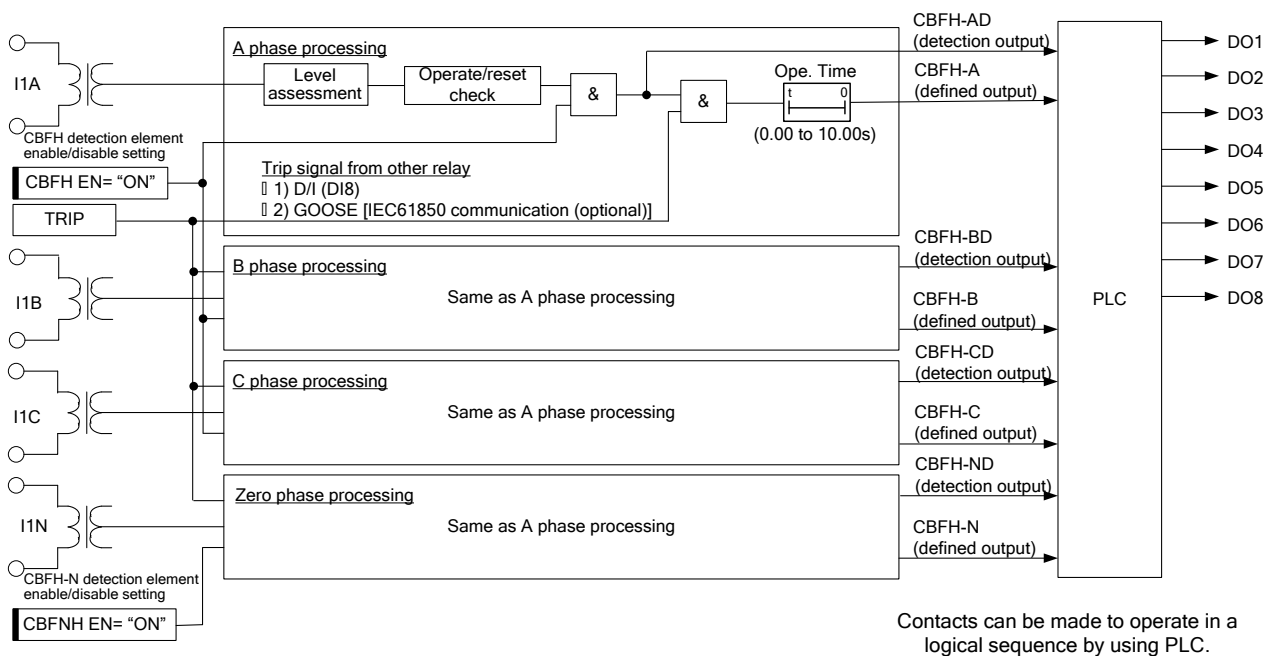 I1A
CBFH detection element
enable/disable setting
CBFH EN= “ON”
TRIP
A phase processing
Level
assessment
Operate/reset
check
&
&
Ope. Time
t 0
(0.00 to 10.00s)
Trip signal from other relay
1) D/I (DI8)
2) GOOSE [IEC61850 communication (optional)]
CBFH-AD
(detection output)
CBFH-A
(defined output)
I1B
B phase processing
Same as A phase processing
CBFH-BD
(detection output)
CBFH-B
(defined output)
I1C
C phase processing
Same as A phase processing
CBFH-CD
(detection output)
CBFH-C
(defined output)
I1N
Zero phase processing
Same as A phase processing
CBFH-ND
(detection output)
CBFH-N
(defined output)
CBFH-N detection element
enable/disable setting
CBFNH EN= “ON”
PLC
DO1
DO2
DO3
DO4
DO5
DO6
DO7
DO8
Contacts can be made to operate in a
logical sequence by using PLC.